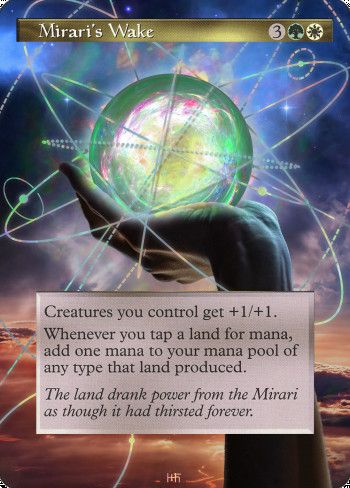 Mirari's Wake 3
Creatures you control get +1/+1.
Whenever you tap a land for mana,
add one mana to your mana pool of
any type that land produced.
The land drank power from the Mirari
as though it had thirsted forever.